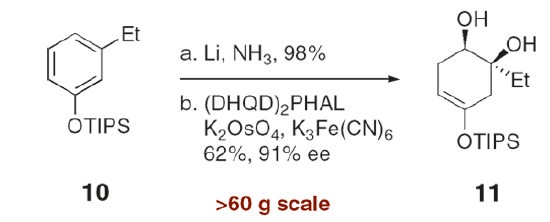 Et
OTIPS
10
a. Li, NH3, 98%
b. (DHQD)2PHAL
K2OsO4, K3Fe(CN)6
62%, 91% ee
>60 g scale
OH
OH
Et
OTIPS
11